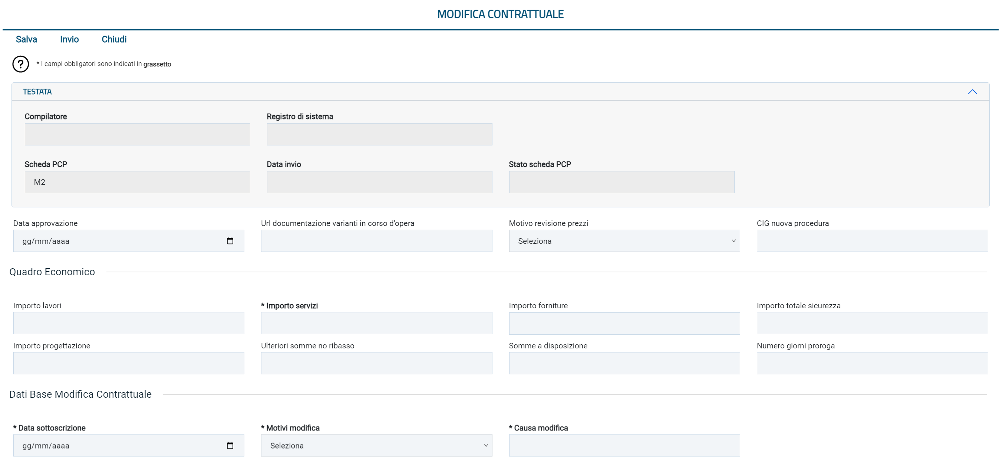 MODIFICA CONTRATTUALE
Salva Invio Chiudi
? * I campi obbligatori sono indicati in grassetto
TESTATA
Compilatore Registro di sistema
Scheda PCP Data invio Stato scheda PCP
M2
Data approvazione Url documentazione varianti in corso d'opera Motivo revisione prezzi CIG nuova procedura
gg/mm/aaaa Seleziona
Quadro Economico
Importo lavori * Importo servizi Importo forniture Importo totale sicurezza
Importo progettazione Ulteriori somme no ribasso Somme a disposizione Numero giorni proroga
Dati Base Modifica Contrattuale
* Data sottoscrizione * Motivi modifica * Causa modifica
gg/mm/aaaa Seleziona